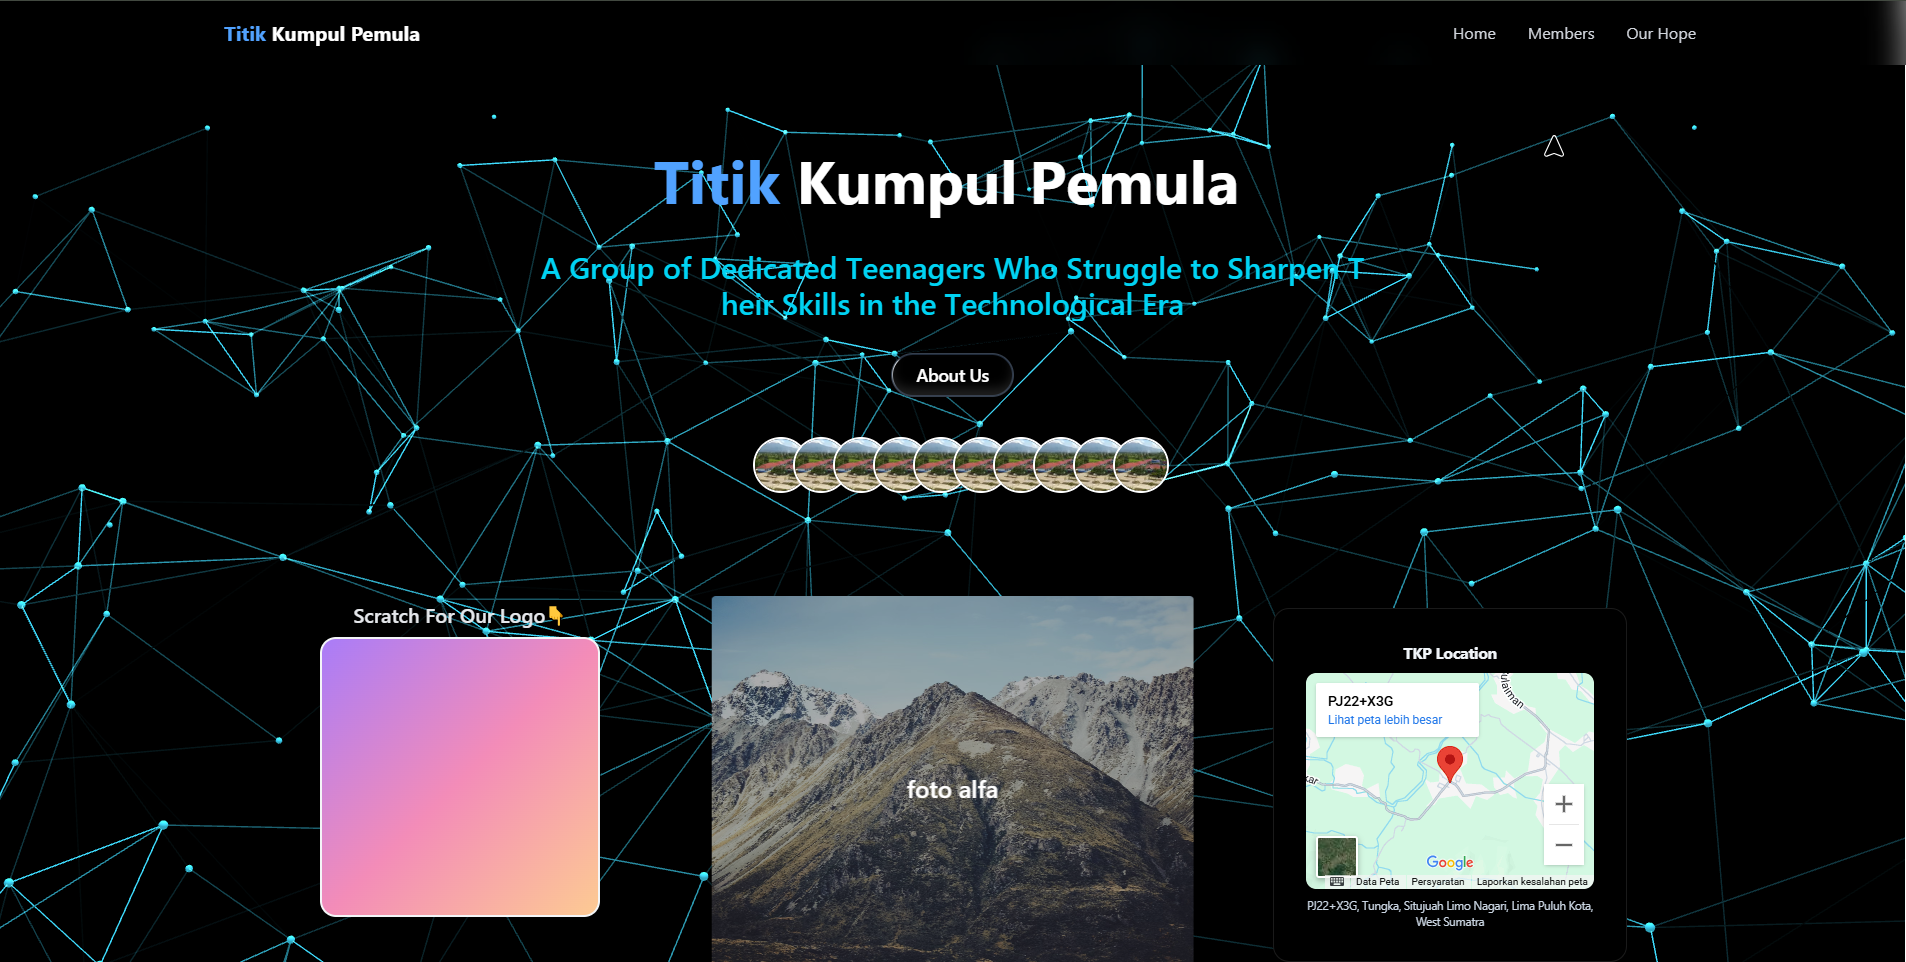 Titik Kumpul Pemula
Home
Members
Our Hope
Titik Kumpul Pemula
A Group of Dedicated Teenagers Who Struggle to Sharpen T
heir Skills in the Technological Era
About Us
Scratch For Our Logo👇
foto alfa
TKP Location
PJ22+X3G
Lihat peta lebih besar
ulaiman
kar
Google
Data Peta
Persyaratan
Laporkan kesalahan peta
PJ22+X3G, Tungka, Situjuah Limo Nagari, Lima Puluh Kota,
West Sumatra